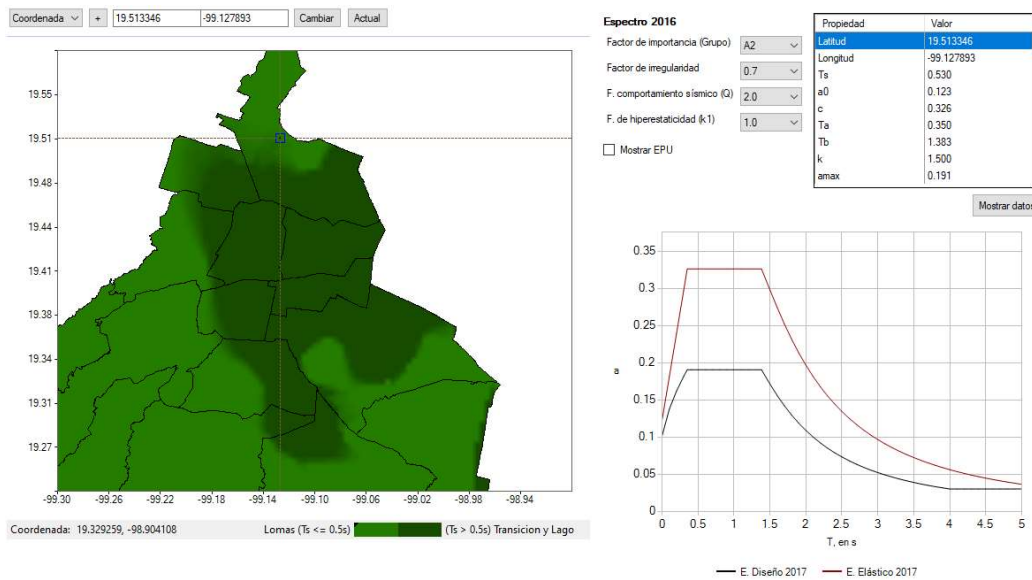 Coordenada + 19.513346 -99.127893 Cambiar Actual
19.55
19.51
19.48
19.44
19.41
19.38
19.34
19.31
19.27
-99.30 -99.26 -99.22 -99.19 -99.14 -99.10 -99.06 -99.02 -98.98 -98.94
Coordenada: 19.329259, -98.904108 Lomas (Ts <= 0.5s) (Ts > 0.5s) Transicion y Lago
Espectro 2016
Factor de importancia (Grupo) A2
Factor de irregularidad 0.7
F. comportamiento sísmico (Q) 2.0
F. de hiperestaticidad (k1) 1.0
Mostrar EPU
Propiedad Valor
Latitud 19.513346
Longitud -99.127893
Ts 0.530
a0 0.123
c 0.326
Ta 0.350
Tb 1.383
k 1.500
amax 0.191
Mostrar datos
0.35
0.3
0.25
0.2
a
0.15
0.1
0.05
0
0 0.5 1 1.5 2 2.5 3 3.5 4 4.5 5
T, en s
E. Diseño 2017 E. Elástico 2017